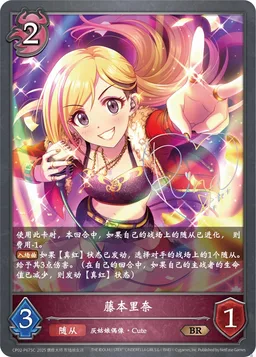 2
使用此卡时，本回合中，如果自己的战场上的随从已进化，则
费用-1。
入场曲 如果【真红】状态已发动，选择对手的战场上的1个随从。
给予其3点伤害。（在自己的回合中，如果自己的主战者的生命
值已减少，则发动【真红】状态）
藤本里奈
3
随从
灰姑娘偶像・Cute
BR
1